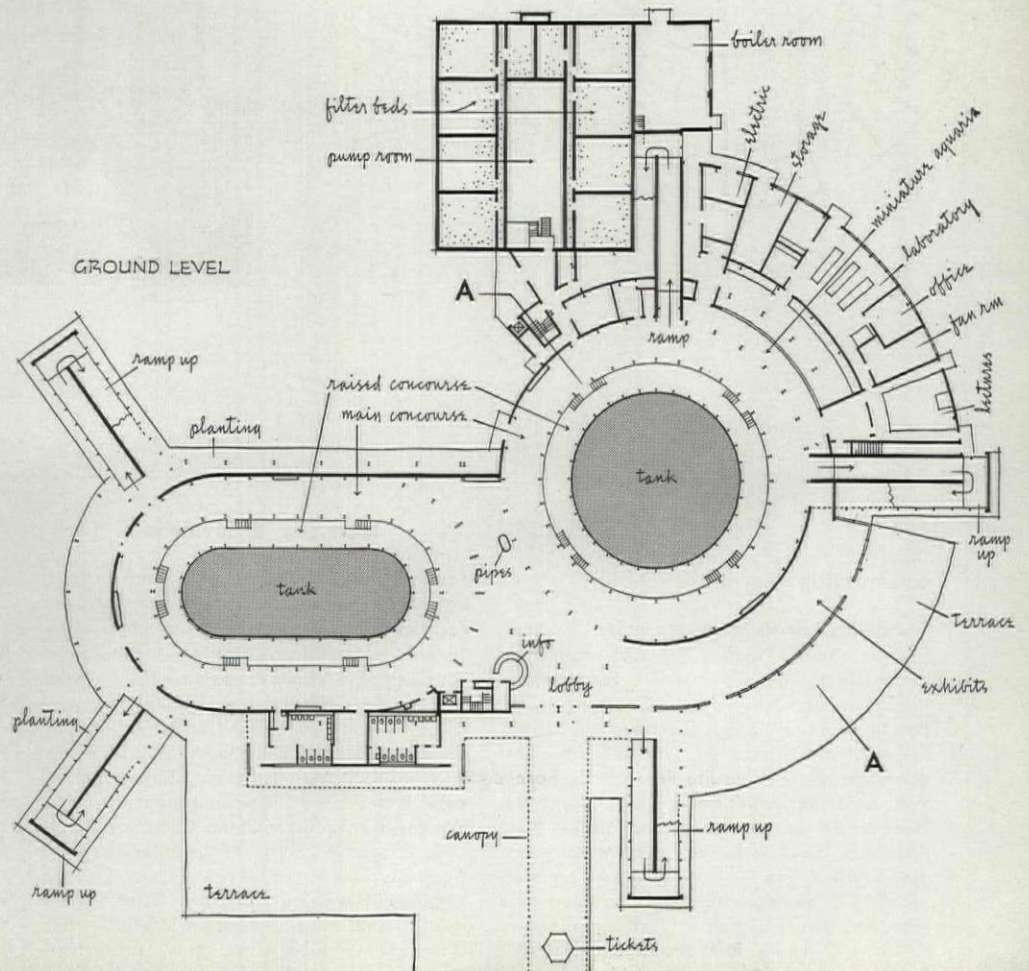 boiler room
filter beds
pump room
electric
storage
miniature aquaria
laboratory
office
fan rm
lectures
GROUND LEVEL
A
ramp
ramp up
raised concourse
main concourse
planting
tank
tank
pipes
ramp up
terrace
exhibits
info
lobby
planting
A
canopy
ramp up
ramp up
terrace
tickets